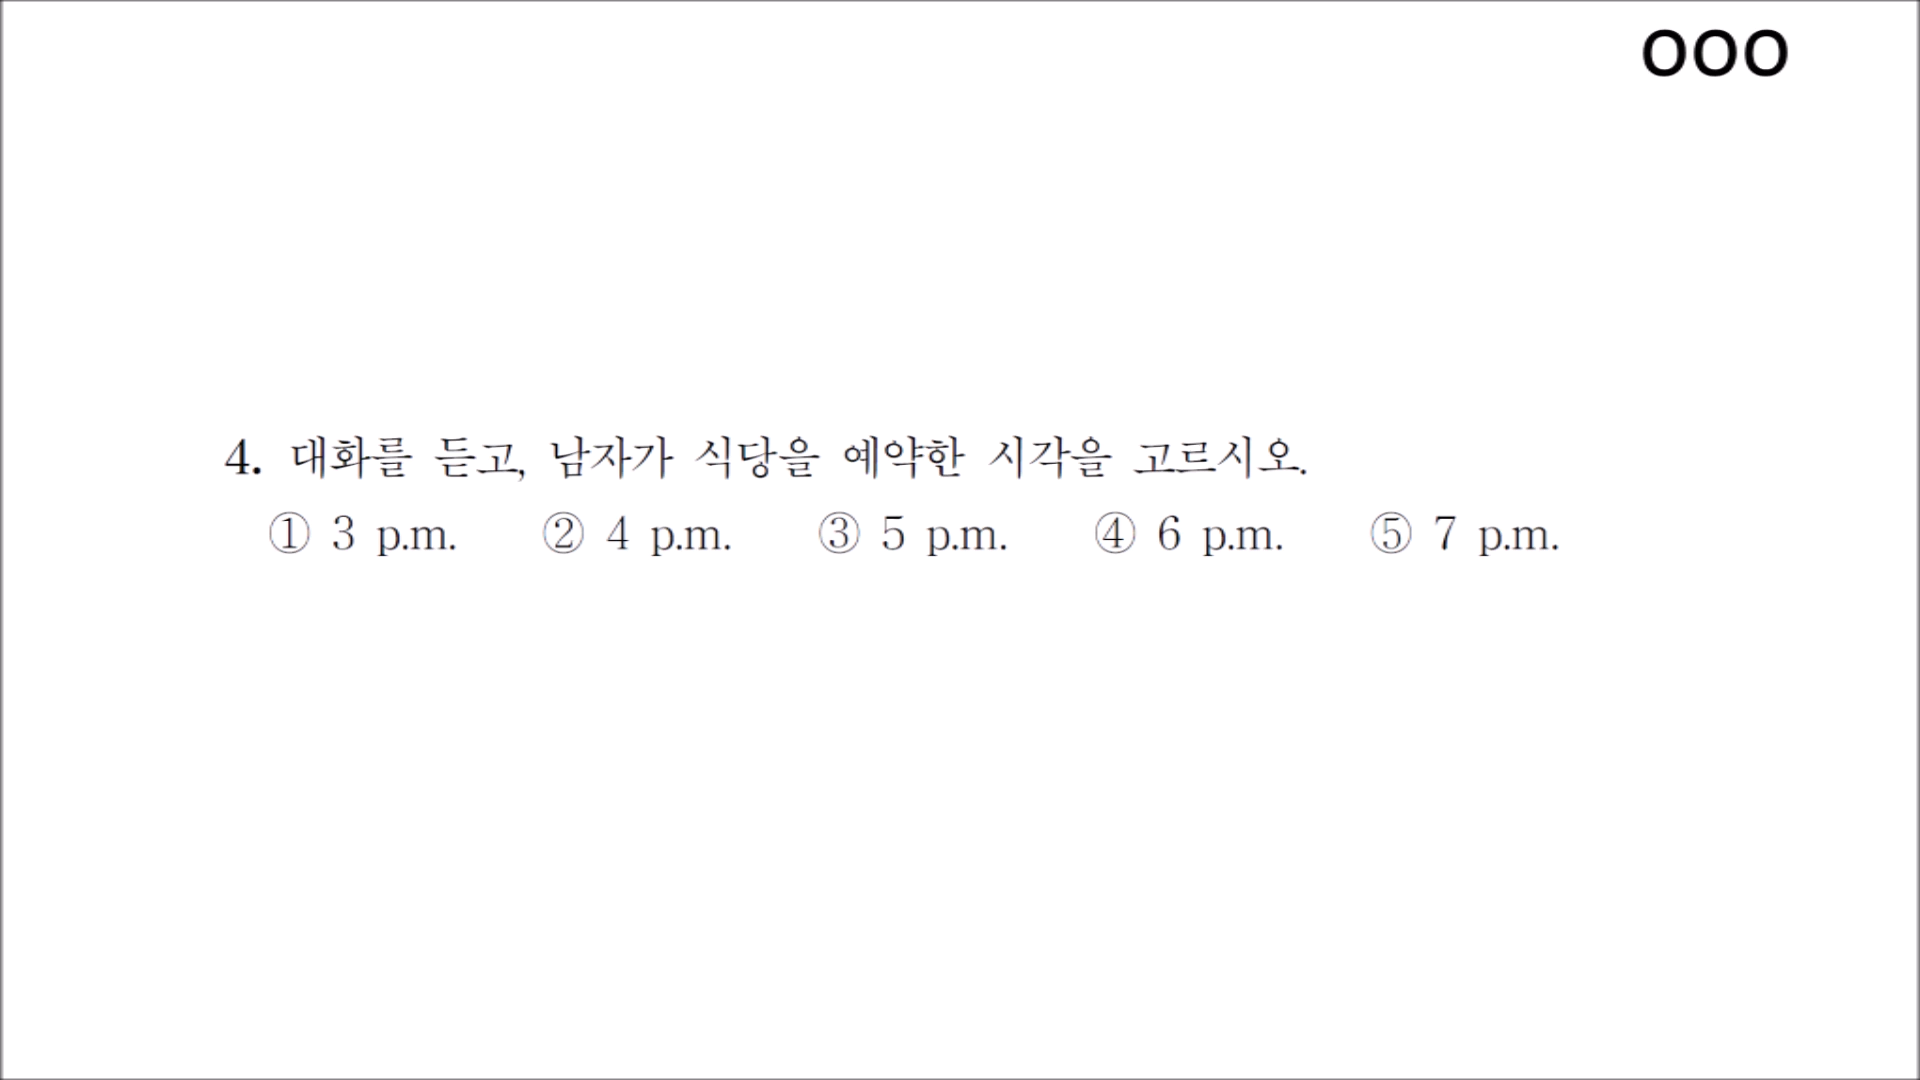 OOO
4. 대화를 듣고, 남자가 식당을 예약한 시각을 고르시오.
① 3 p.m. ② 4 p.m. ③ 5 p.m. ④ 6 p.m. ⑤ 7 p.m.